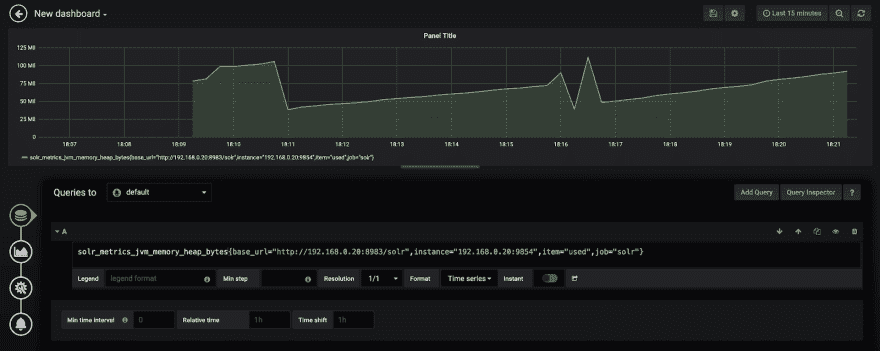 New dashboard
Last 15 minutes
Panel Title
125 Mil
100 Mil
75 Mil
50 Mil
25 Mil
0
18:07 18:08 18:09 18:10 18:11 18:12 18:13 18:14 18:15 18:16 18:17 18:18 18:19 18:20 18:21
solr_metrics_jvm_memory_heap_bytes{base_url="http://192.168.0.20:8983/solr",instance="192.168.0.20:9854",item="used",job="solr"}
Queries to default Add Query Query Inspector ?
A
solr_metrics_jvm_memory_heap_bytes{base_url="http://192.168.0.20:8983/solr",instance="192.168.0.20:9854",item="used",job="solr"}
Legend legend format Min step Resolution 1/1 Format Time series Instant
Min time interval 0 Relative time 1h Time shift 1h